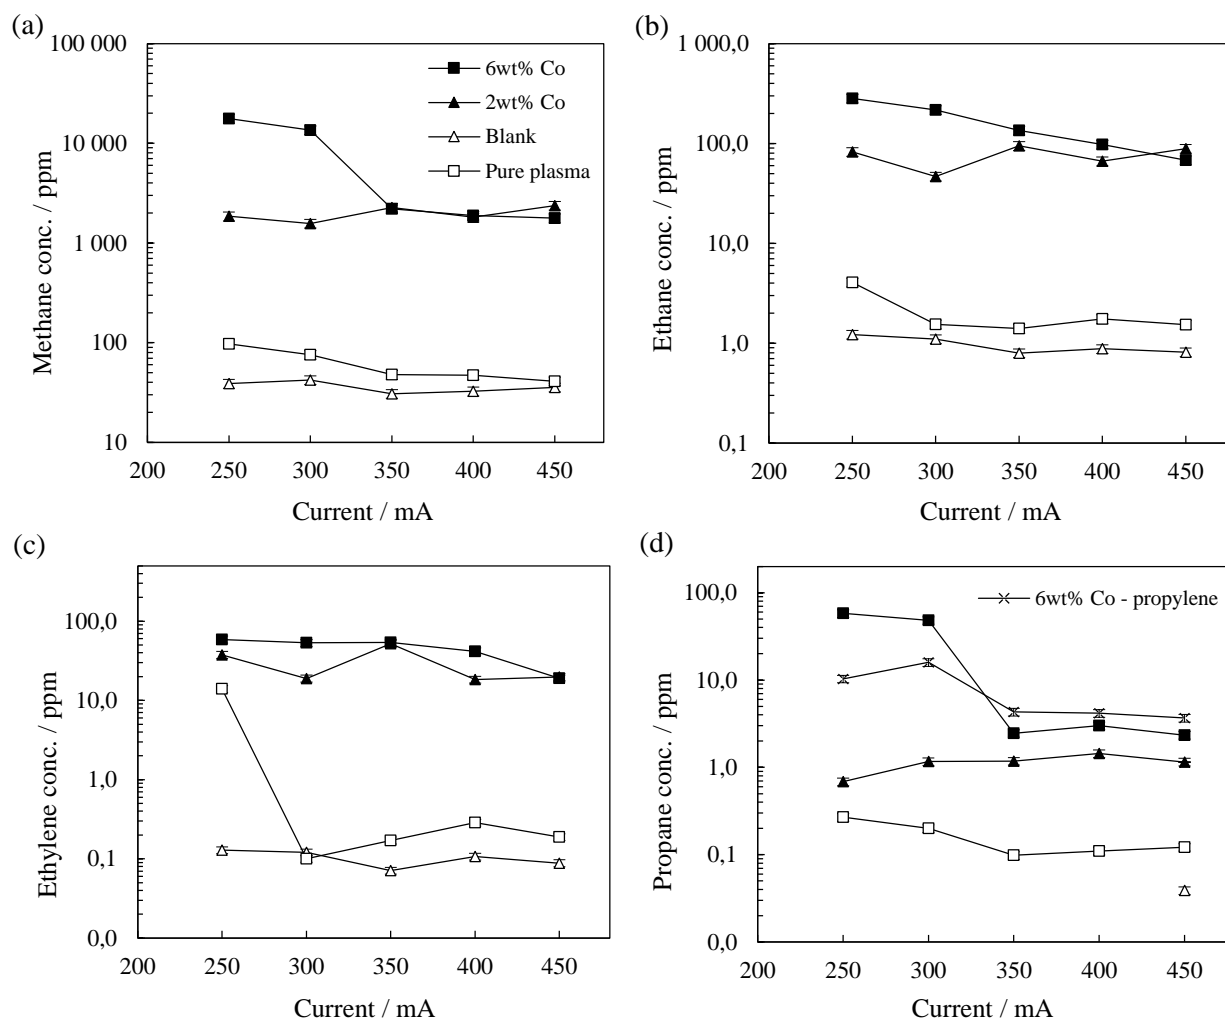 (a)
100 000
10 000
1 000
100
10
200 250 300 350 400 450
Methane conc. / ppm
Current / mA
6wt% Co
2wt% Co
Blank
Pure plasma
(b)
1 000,0
100,0
10,0
1,0
0,1
200 250 300 350 400 450
Ethane conc. / ppm
Current / mA
(c)
100,0
10,0
1,0
0,1
0,0
200 250 300 350 400 450
Ethylene conc. / ppm
Current / mA
(d)
100,0
10,0
1,0
0,1
0,0
200 250 300 350 400 450
Propane conc. / ppm
Current / mA
6wt% Co - propylene